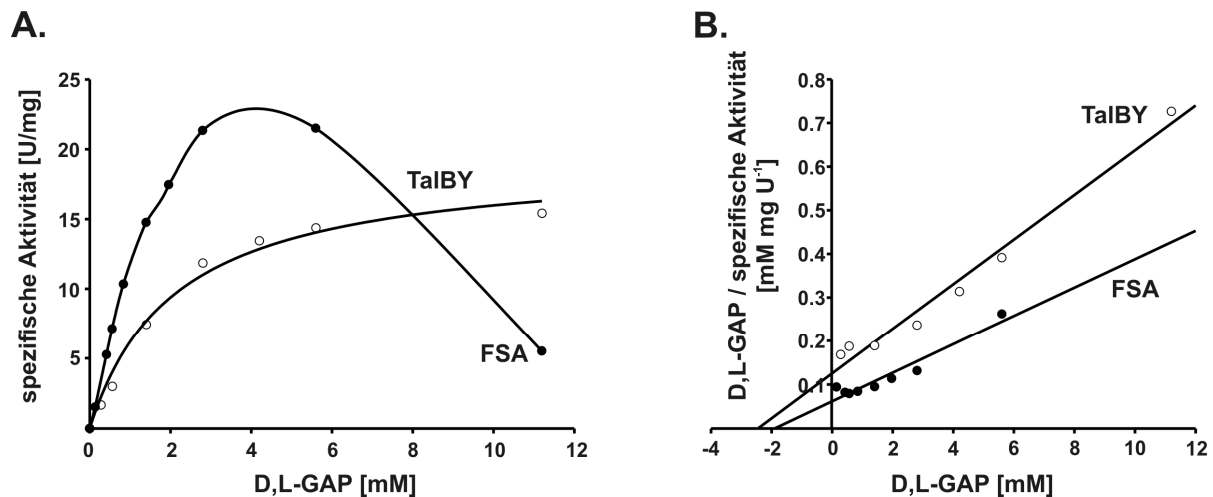 A.
spezifische Aktivität [U/mg]
25
20
15
10
5
0
2
4
6
8
10
12
TalBY
FSA
D,L-GAP [mM]
B.
D,L-GAP / spezifische Aktivität
[mM mg U⁻¹]
0.8
0.7
0.6
0.5
0.4
0.3
0.2
0.1
-4
-2
0
2
4
6
8
10
12
TalBY
FSA
D,L-GAP [mM]